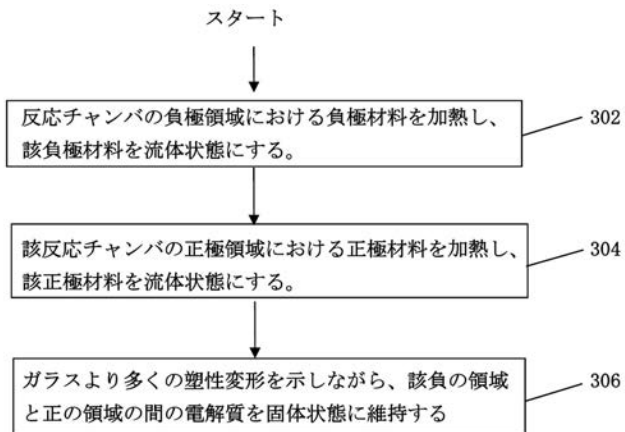 スタート
反応チャンバの負極領域における負極材料を加熱し、
該負極材料を流体状態にする。
302
該反応チャンバの正極領域における正極材料を加熱し、
該正極材料を流体状態にする。
304
ガラスより多くの塑性変形を示しながら、該負の領域
と正の領域の間の電解質を固体状態に維持する
306